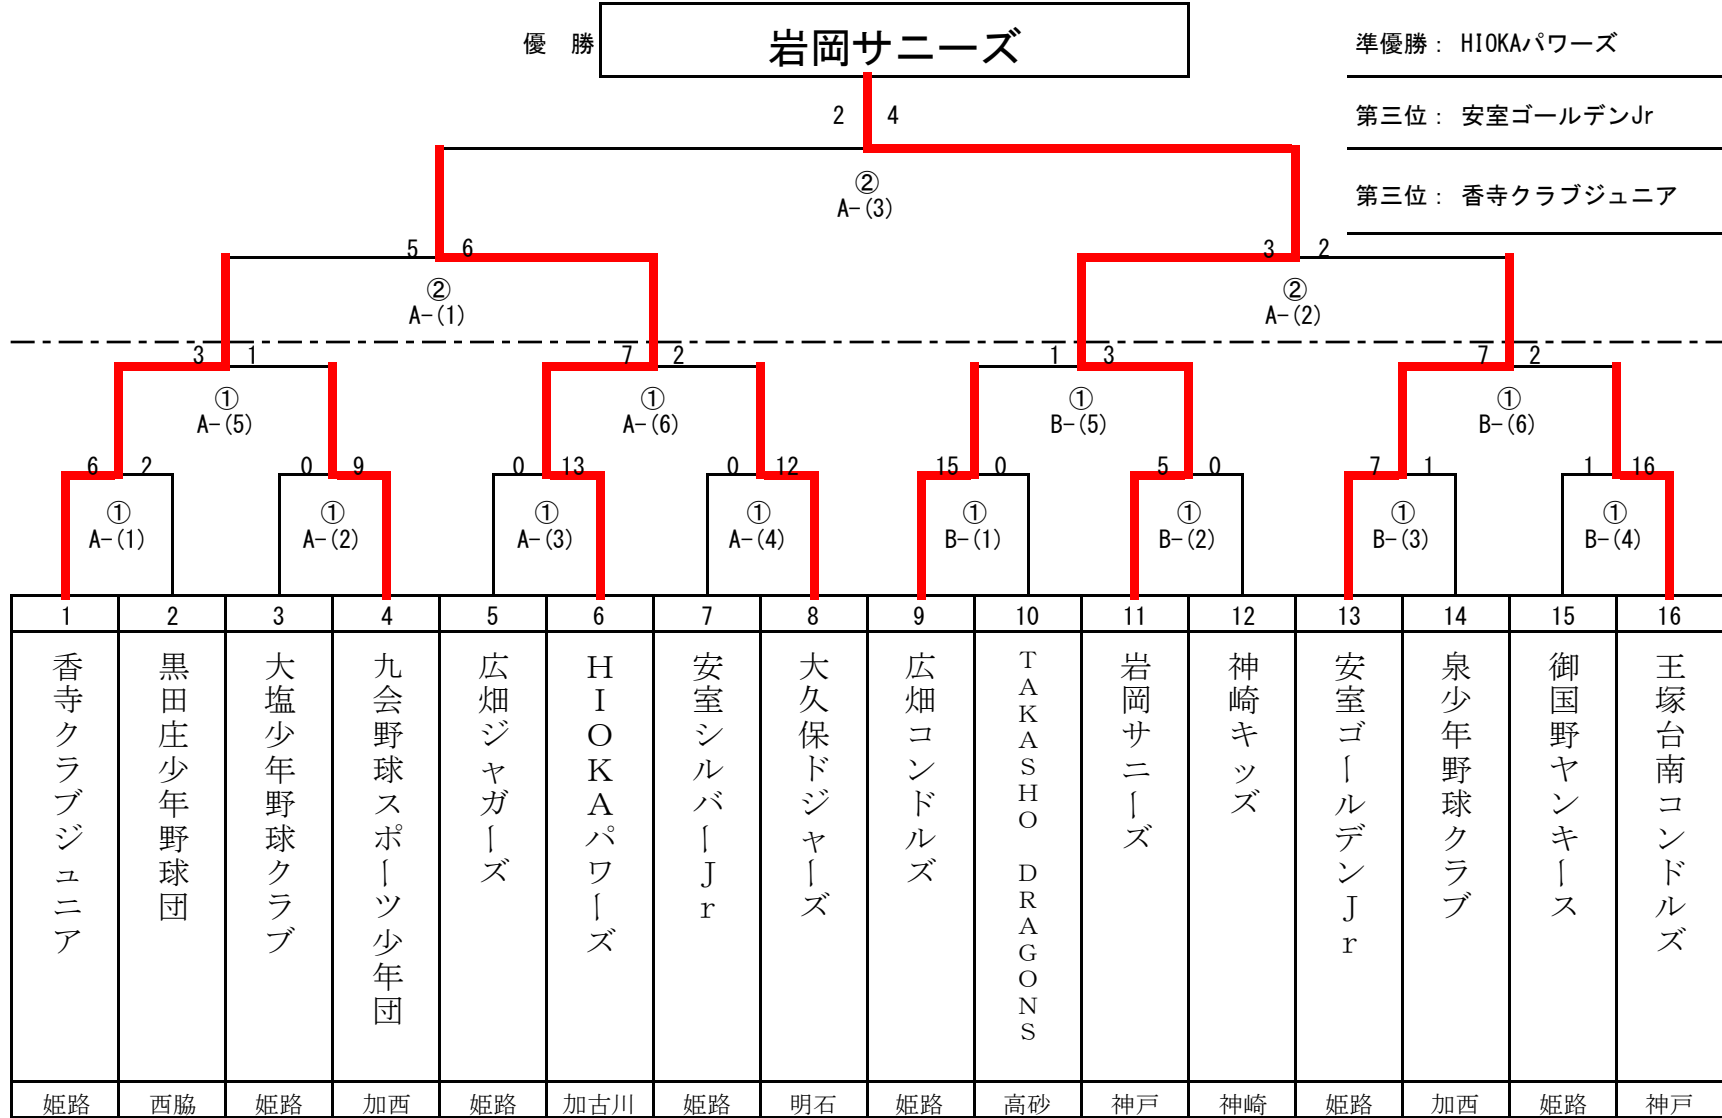 優　勝
岩岡サニーズ
準優勝： HIOKAパワーズ
2 4
第三位： 安室ゴールデンJr
②
A-(3)
第三位： 香寺クラブジュニア
5 6 3 2
② ②
A-(1) A-(2)
3 1 7 2 1 3 7 2
① ① ① ①
A-(5) A-(6) B-(5) B-(6)
6 2 0 9 0 13 0 12 15 0 5 0 7 1 1 16
① ① ① ① ① ① ① ①
A-(1) A-(2) A-(3) A-(4) B-(1) B-(2) B-(3) B-(4)
1 2 3 4 5 6 7 8 9 10 11 12 13 14 15 16
香寺クラブジュニア
黒田庄少年野球団
大塩少年野球クラブ
九会野球スポーツ少年団
広畑ジャガーズ
HIOKAパワーズ
安室シルバーJr
大久保ドジャーズ
広畑コンドルズ
TAKASHO DRAGONS
岩岡サニーズ
神崎キッズ
安室ゴールデンJr
泉少年野球クラブ
御国野ヤンキース
王塚台南コンドルズ
姫路 西脇 姫路 加西 姫路 加古川 姫路 明石 姫路 高砂 神戸 神崎 姫路 加西 姫路 神戸